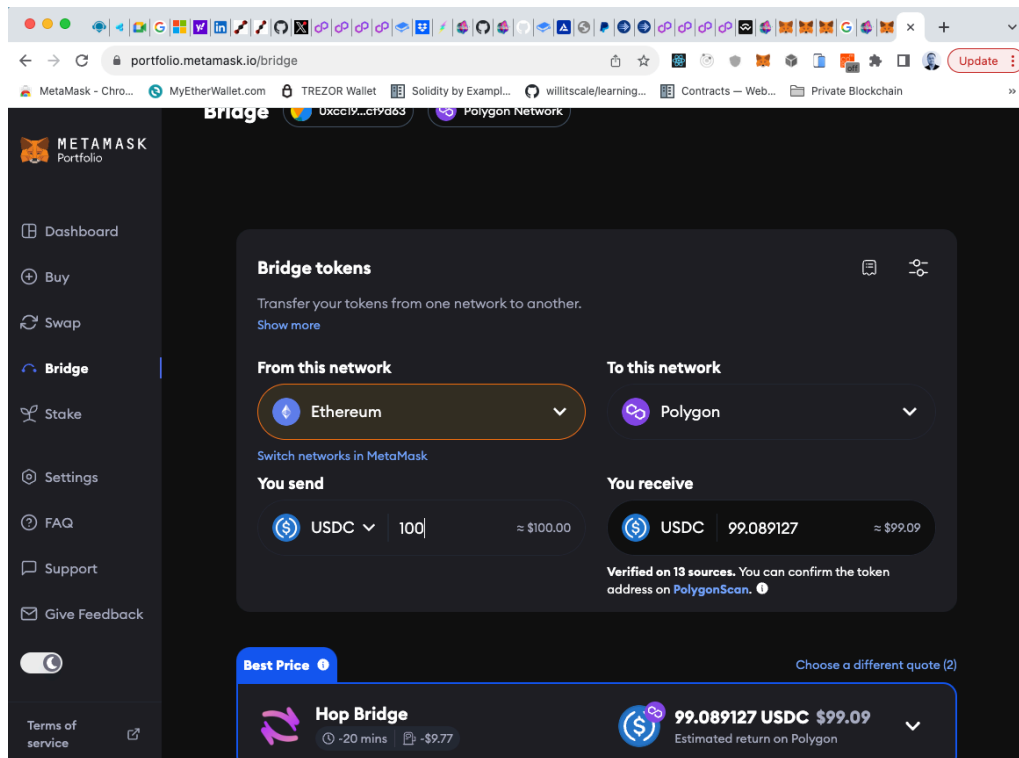 portfolio.metamask.io/bridge
Update
MetaMask - Chro...
MyEtherWallet.com
TREZOR Wallet
Solidity by Exampl...
willitscale/learning...
Contracts — Web...
Private Blockchain
»
Bridge
0xcc19...cf9d63
Polygon Network
METAMASK
Portfolio
Dashboard
Buy
Swap
Bridge
Stake
Settings
FAQ
Support
Give Feedback
Terms of
service
Bridge tokens
Transfer your tokens from one network to another.
Show more
From this network
To this network
Ethereum
Polygon
Switch networks in MetaMask
You send
You receive
USDC
100
≈ $100.00
USDC
99.089127
≈ $99.09
Verified on 13 sources. You can confirm the token
address on PolygonScan.
Best Price
Choose a different quote (2)
Hop Bridge
~20 mins
~$9.77
99.089127 USDC $99.09
Estimated return on Polygon